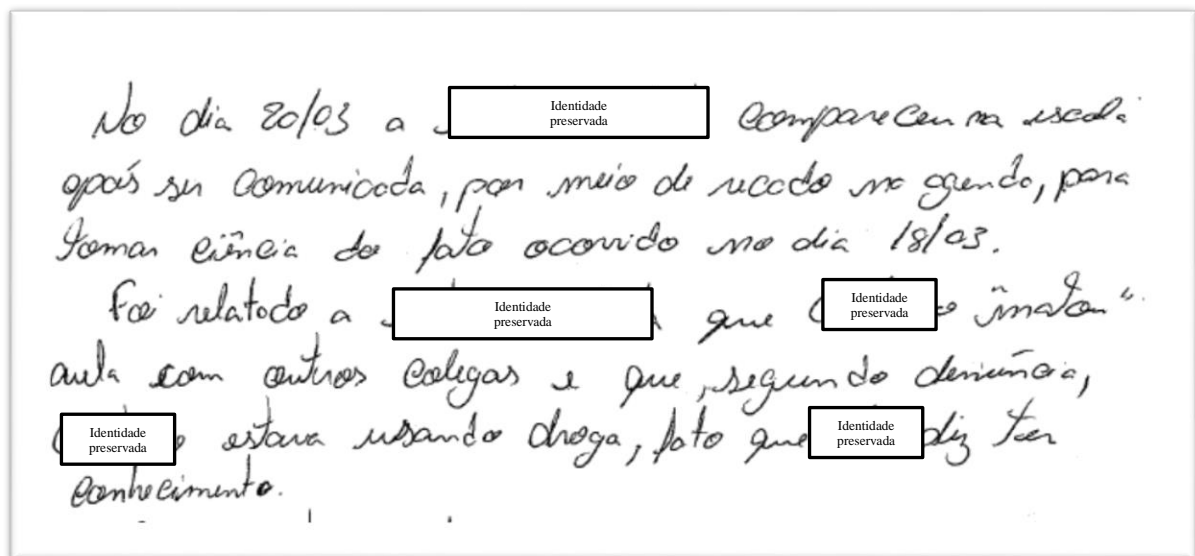 No dia 20/03 a Identidade preservada compareceu na escola
após ser comunicada, por meio de recado na agenda, para
tomar ciência do fato ocorrido no dia 18/03.
Foi relatado a Identidade preservada que Identidade preservada "matou"
aula com outros colegas e que, segundo denúncia,
Identidade preservada estava usando droga, fato que Identidade preservada diz ter
conhecimento.